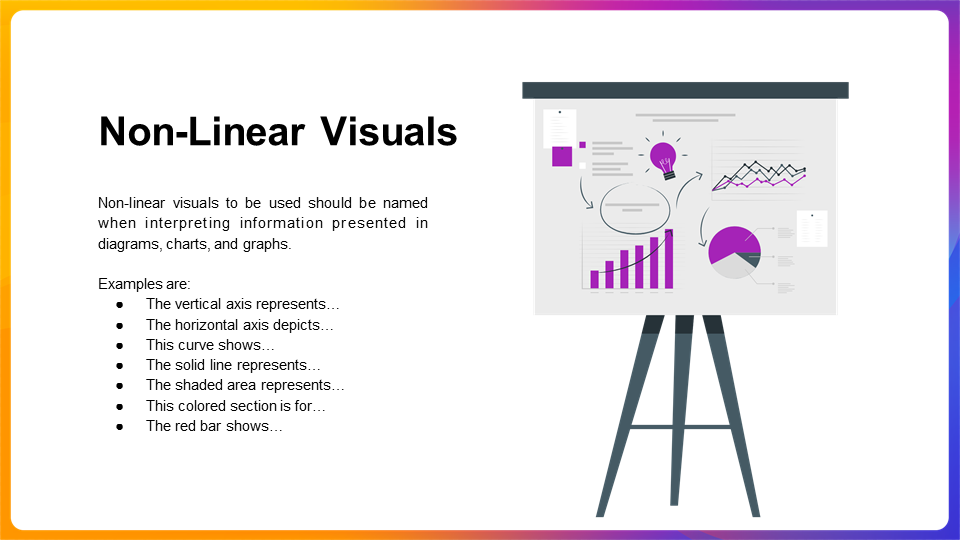 Non-Linear Visuals
Non-linear visuals to be used should be named
when interpreting information presented in
diagrams, charts, and graphs.
Examples are:
● The vertical axis represents…
● The horizontal axis depicts…
● This curve shows…
● The solid line represents…
● The shaded area represents…
● This colored section is for…
● The red bar shows…